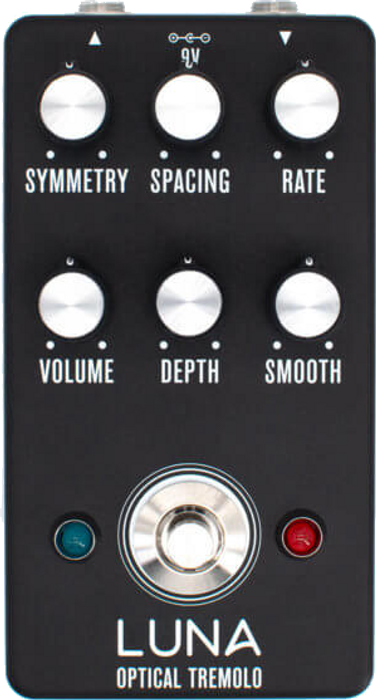 9V
SYMMETRY SPACING RATE
VOLUME DEPTH SMOOTH
LUNA
OPTICAL TREMOLO